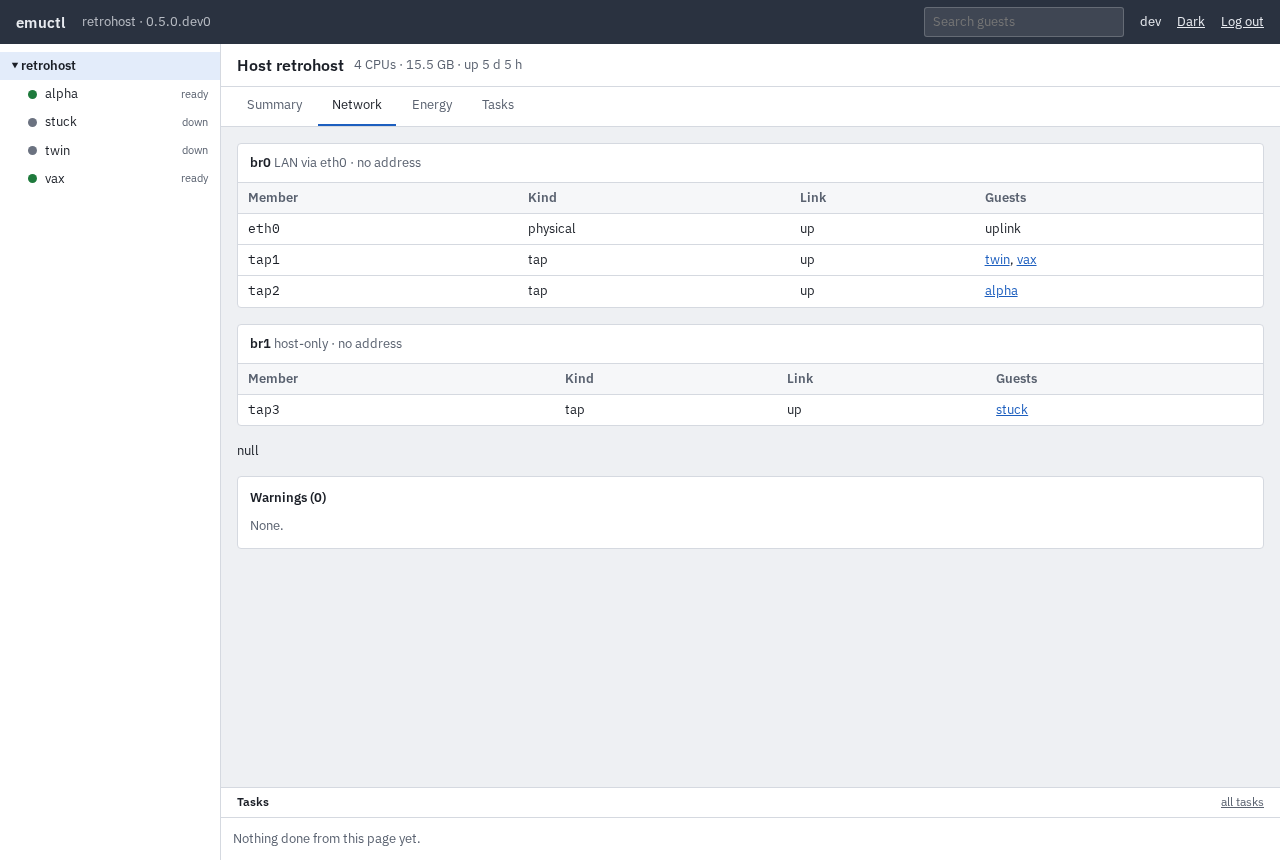 emuctl retrohost · 0.5.0.dev0 Search guests dev Dark Log out
▾ retrohost
alpha ready
stuck down
twin down
vax ready
Host retrohost 4 CPUs · 15.5 GB · up 5 d 5 h
Summary Network Energy Tasks
br0 LAN via eth0 · no address
Member Kind Link Guests
eth0 physical up uplink
tap1 tap up twin, vax
tap2 tap up alpha
br1 host-only · no address
Member Kind Link Guests
tap3 tap up stuck
null
Warnings (0)
None.
Tasks all tasks
Nothing done from this page yet.